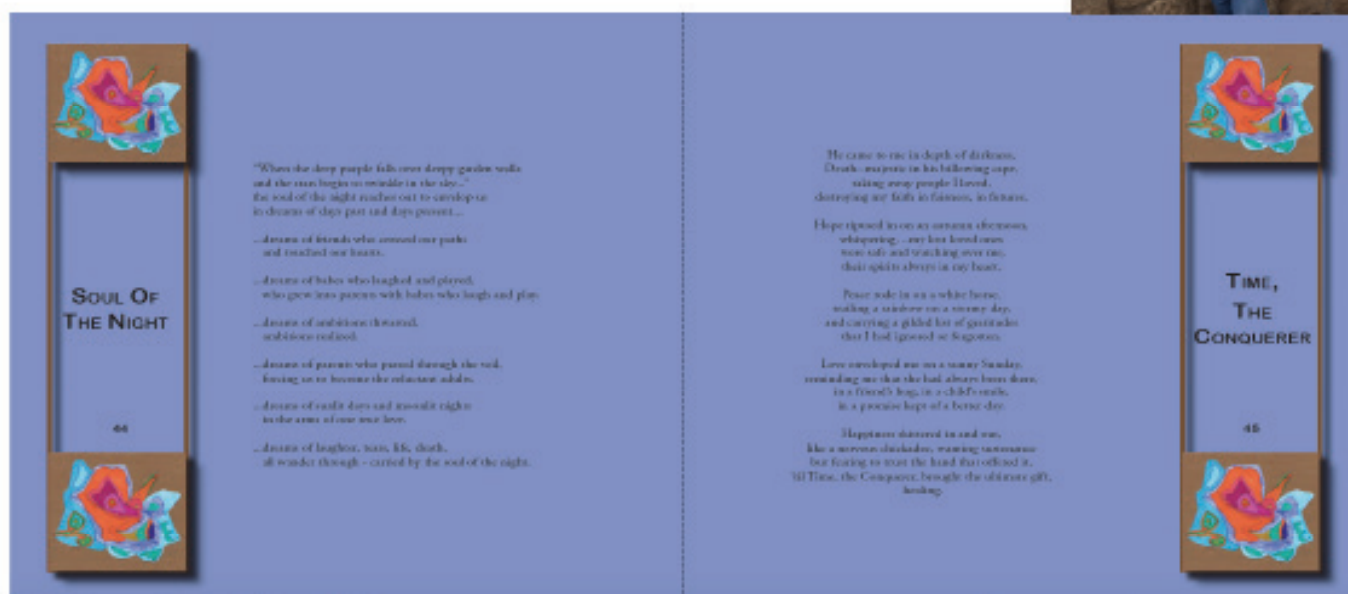 SOUL OF
THE NIGHT
44
"When the deep purple falls over sleepy garden walls
and the stars begin to twinkle in the sky..."
the soul of the night reaches out to envelop us
in dreams of days past and days present...
...dreams of friends who crossed our paths
and touched our hearts.
...dreams of babes who laughed and played,
who grew into parents with babes who laugh and play.
...dreams of ambitions thwarted,
ambitions realized.
...dreams of parents who passed through the veil,
forcing us to become the reluctant adults.
...dreams of sunlit days and moonlit nights
in the arms of one true love.
...dreams of laughter, tears, life, death,
all wander through - carried by the soul of the night.
He came to me in depth of darkness,
Death - majestic in his billowing cape,
taking away people I loved,
destroying my faith in fairness, in futures.
Hope tiptoed in on an autumn afternoon,
whispering, ...my lost loved ones
were safe and watching over me,
their spirits always in my heart.
Peace rode in on a white horse,
trailing a rainbow on a stormy day,
and carrying a gilded list of gratitudes
that I had ignored or forgotten.
Love enveloped me on a sunny Sunday,
reminding me that she had always been there,
in a friend's hug, in a child's smile,
in a promise kept of a better day.
Happiness skittered in and out,
like a nervous chickadee, wanting sustenance
but fearing to trust the hand that offered it,
'til Time, the Conquerer, brought the ultimate gift,
healing.
TIME,
THE
CONQUERER
45